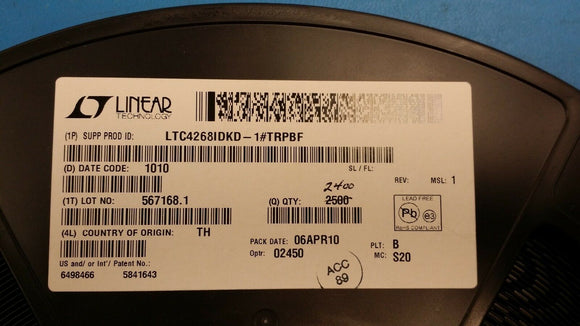 LINEAR
TECHNOLOGY
(1P) SUPP PROD ID: LTC4268IDKD-1#TRPBF
(D) DATE CODE: 1010
SL / FL:
REV: MSL: 1
(1T) LOT NO: 567168.1
2400
(Q) QTY: 2500
LEAD FREE
Pb e3
RoHS COMPLIANT
(4L) COUNTRY OF ORIGIN: TH
PACK DATE: 06APR10
PLT: B
Optr: 02450
MC: S20
US and/ or Int'/ Patent No.:
6498466 5841643
ACC
89